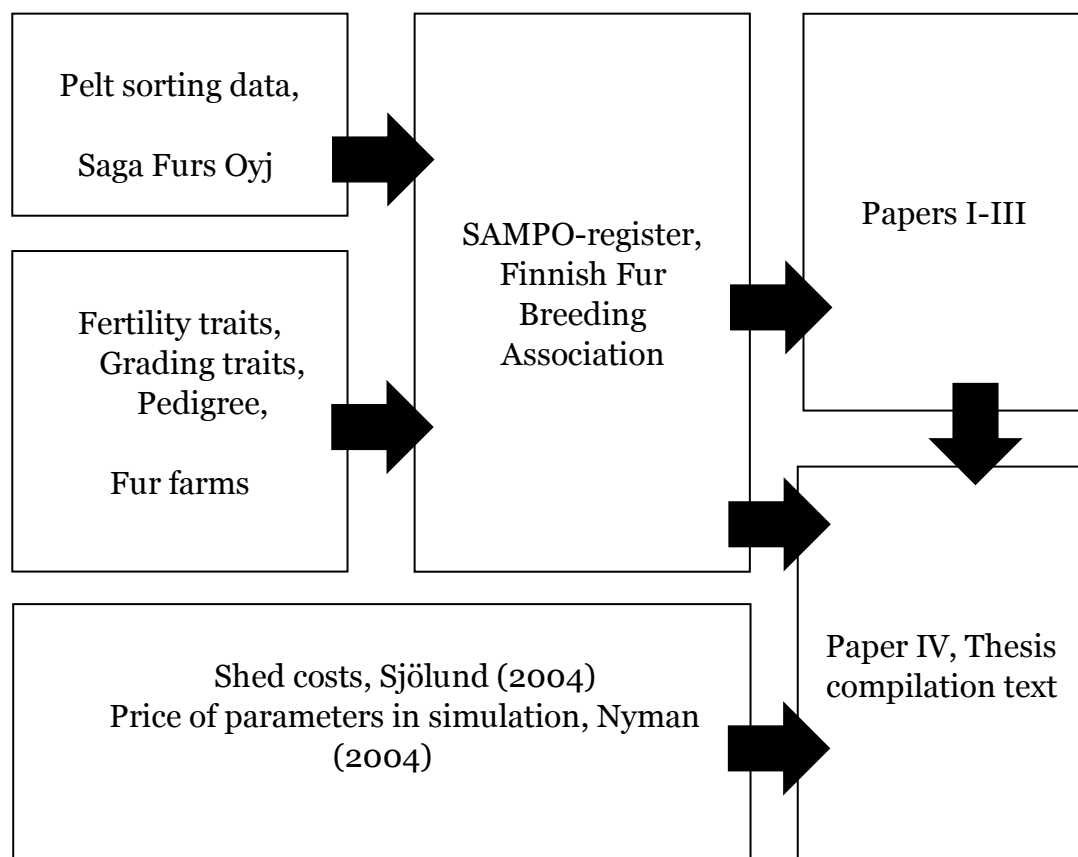 Pelt sorting data,
Saga Furs Oyj
Fertility traits,
Grading traits,
Pedigree,
Fur farms
SAMPO-register,
Finnish Fur
Breeding
Association
Papers I-III
Shed costs, Sjölund (2004)
Price of parameters in simulation, Nyman
(2004)
Paper IV, Thesis
compilation text